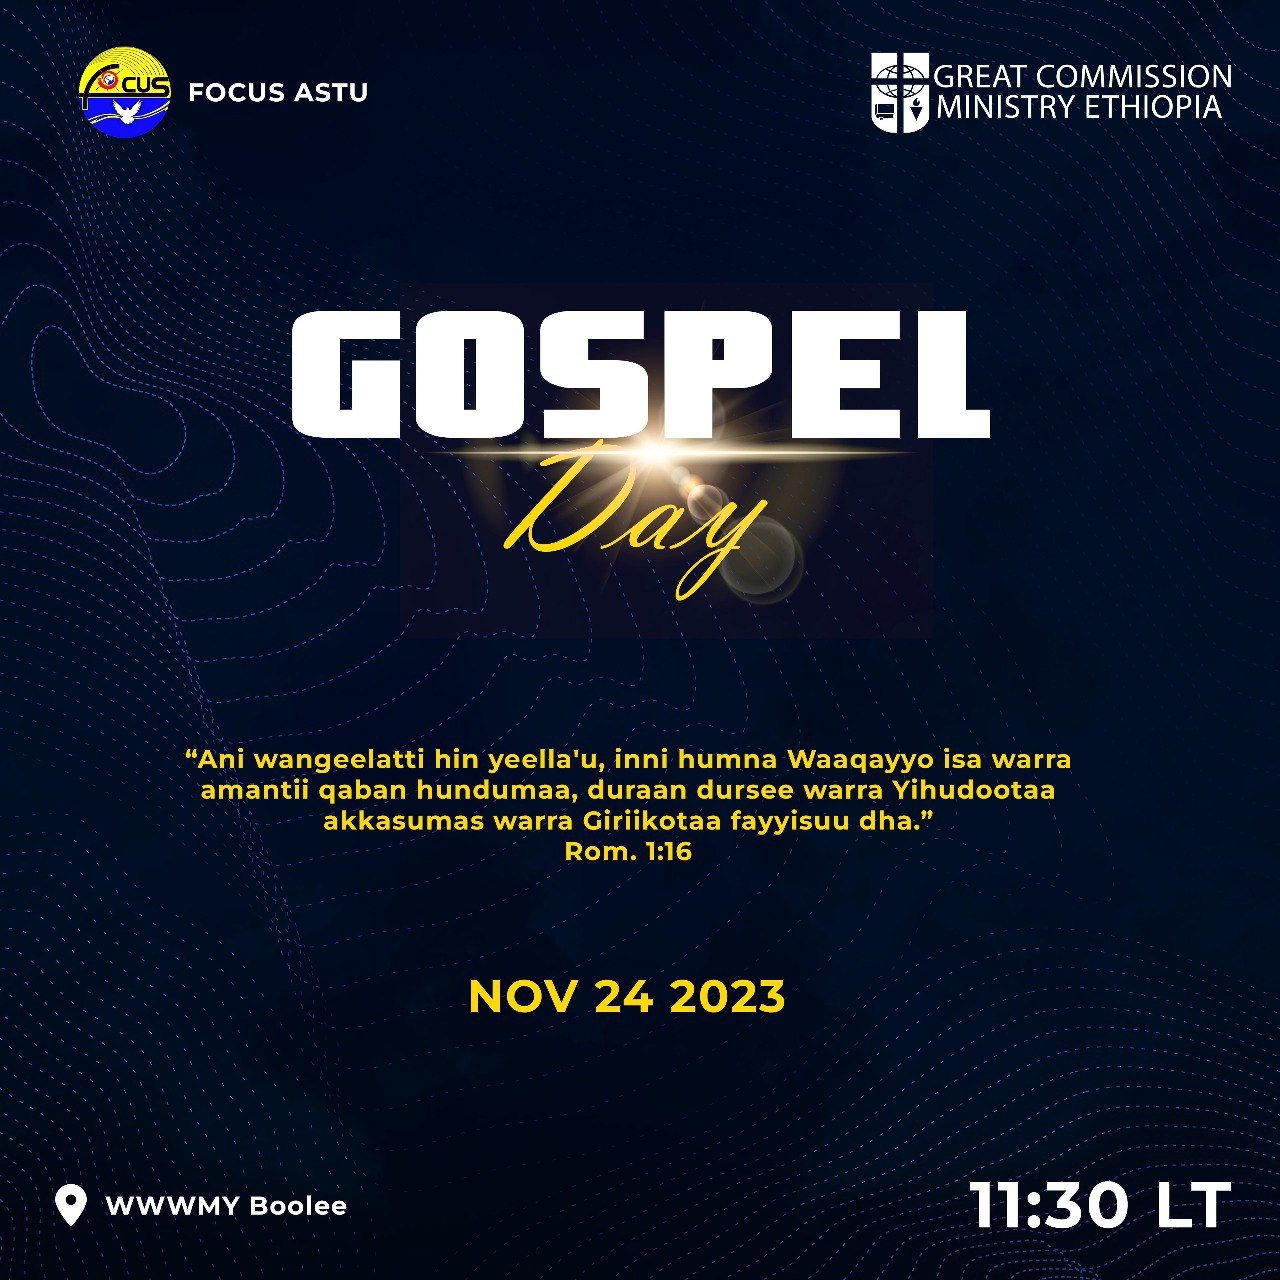 FOCUS
FOCUS ASTU
GREAT COMMISSION
MINISTRY ETHIOPIA
GOSPEL
Day
“Ani wangeelatti hin yeella'u, inni humna Waaqayyo isa warra
amantii qaban hundumaa, duraan dursee warra Yihudootaa
akkasumas warra Giriikotaa fayyisuu dha.”
Rom. 1:16
NOV 24 2023
WWWMY Boolee
11:30 LT